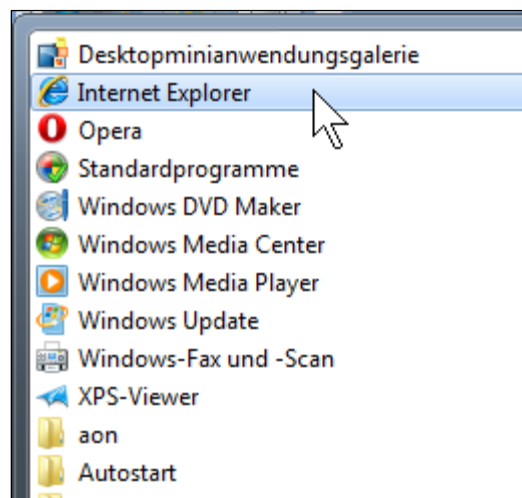 Desktopminianwendungsgalerie
Internet Explorer
Opera
Standardprogramme
Windows DVD Maker
Windows Media Center
Windows Media Player
Windows Update
Windows-Fax und -Scan
XPS-Viewer
aon
Autostart